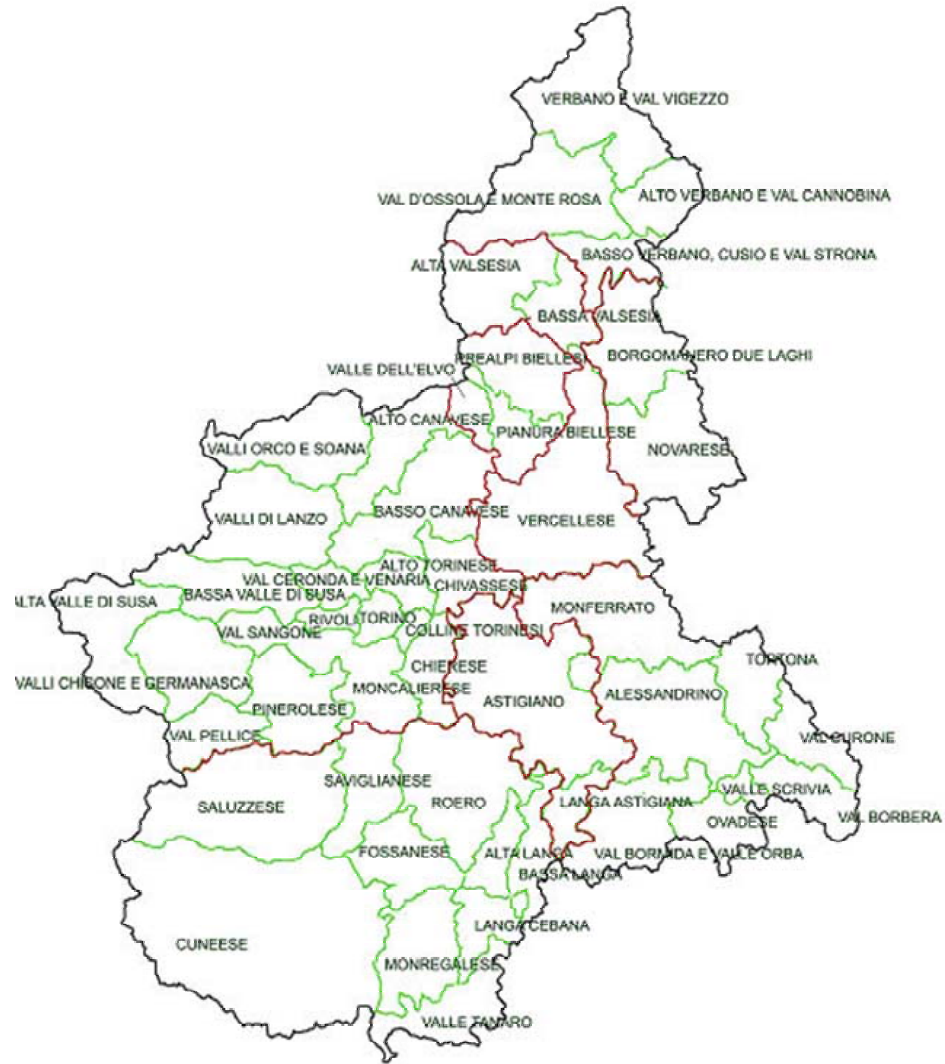 VERBANO E VAL VIGEZZO
VAL D'OSSOLA E MONTE ROSA
ALTO VERBANO E VAL CANNOBINA
BASSO VERBANO, CUSIO E VAL STRONA
ALTA VALSESIA
BASSA VALSESIA
PREALPI BIELLESI
BORGOMANERO DUE LAGHI
VALLE DELL'ELVO
ALTO CANAVESE
PIANURA BIELLESE
VALLI ORCO E SOANA
NOVARESE
BASSO CANAVESE
VALLI DI LANZO
VERCELLESE
ALTO TORINESE
VAL CERONDA E VENARIA
CHIVASSESE
BASSA VALLE DI SUSA
ALTA VALLE DI SUSA
MONFERRATO
RIVOLI
TORINO
VAL SANGONE
COLLINE TORINESI
CHIERESE
TORTONA
VALLI CHISONE E GERMANASCA
MONCALIERESE
ALESSANDRINO
ASTIGIANO
PINEROLESE
VAL PELLICE
VAL CURONE
SAVIGLIANESE
VALLE SCRIVIA
SALUZZESE
ROERO
LANGA ASTIGIANA
VAL BORBERA
OVADESE
FOSSANESE
ALTA LANGA
VAL BORMIDA E VALLE ORBA
BASSA LANGA
LANGA CEBANA
CUNEESE
MONREGALESE
VALLE TANARO